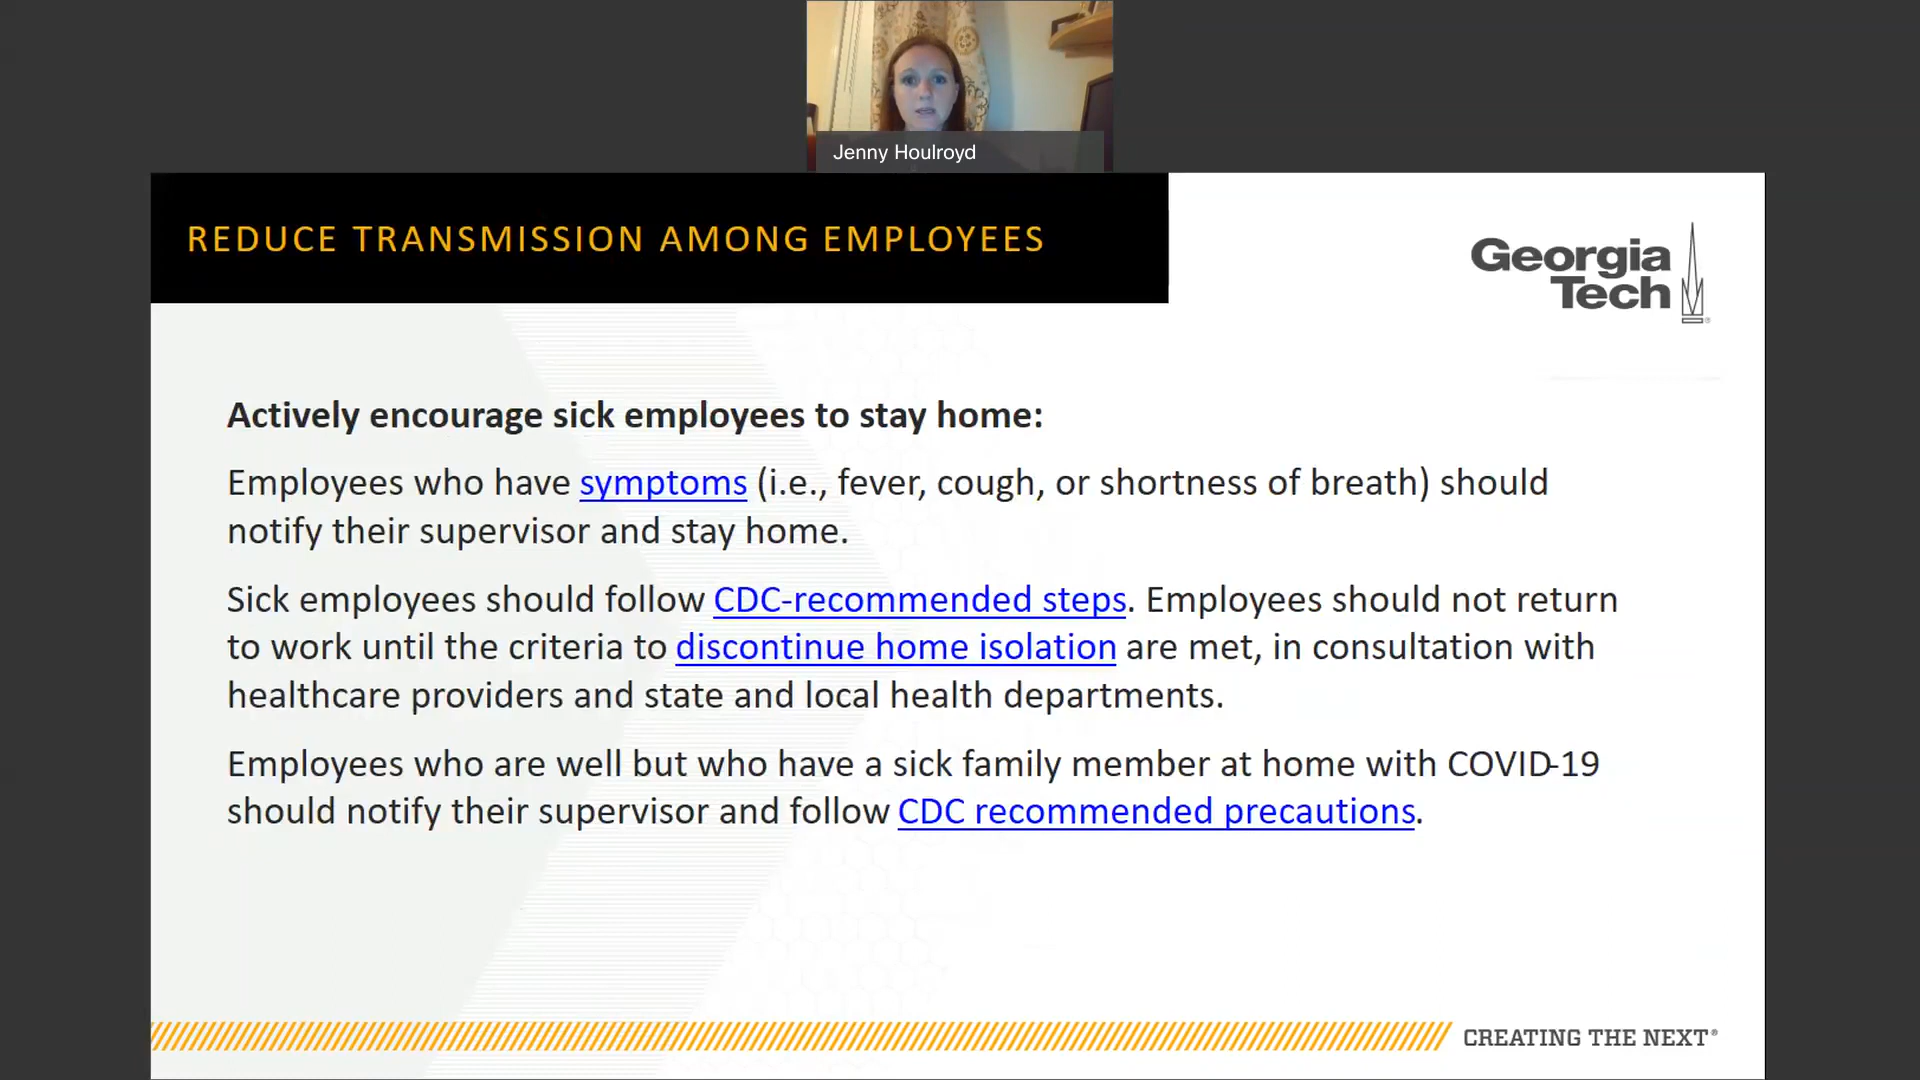 Jenny Houlroyd
REDUCE TRANSMISSION AMONG EMPLOYEES
Georgia
Tech
Actively encourage sick employees to stay home:
Employees who have symptoms (i.e., fever, cough, or shortness of breath) should
notify their supervisor and stay home.
Sick employees should follow CDC-recommended steps. Employees should not return
to work until the criteria to discontinue home isolation are met, in consultation with
healthcare providers and state and local health departments.
Employees who are well but who have a sick family member at home with COVID-19
should notify their supervisor and follow CDC recommended precautions.
CREATING THE NEXT®